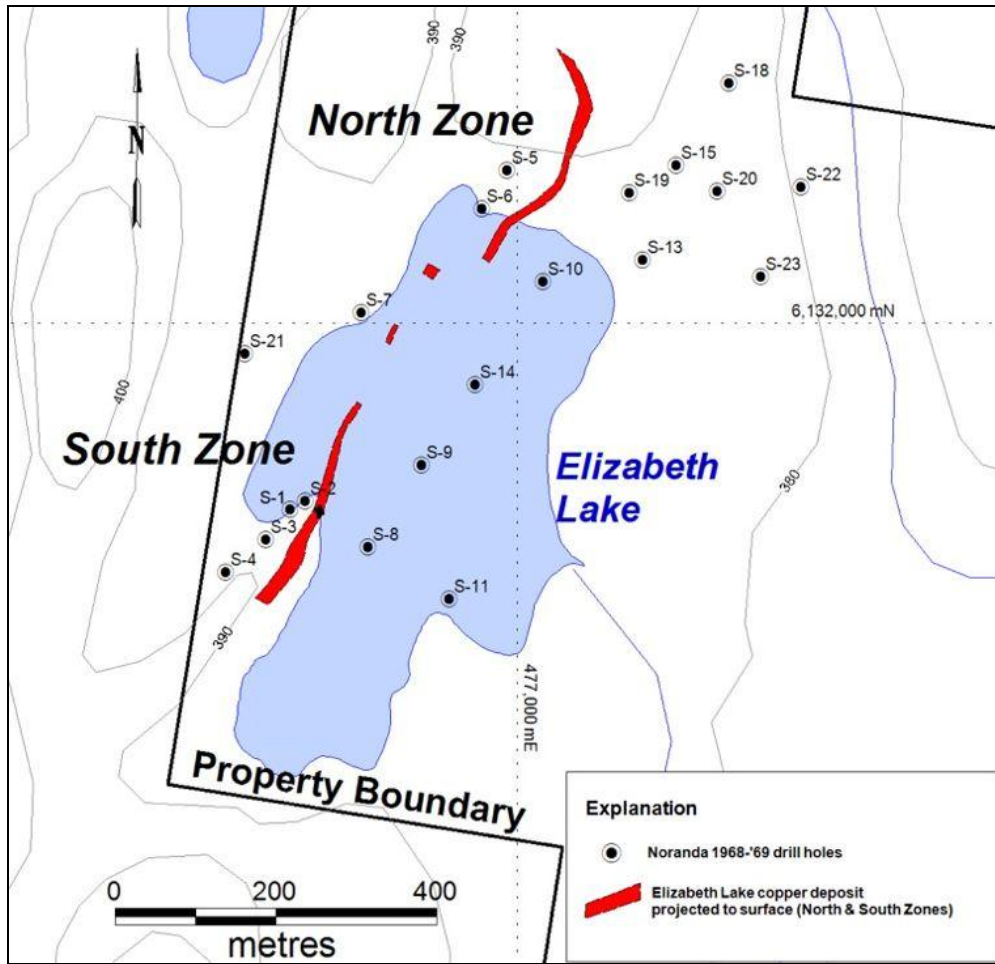 390
390
390
S-18
North Zone
N
S-5
S-15
S-19
S-20
S-22
S-6
S-13
S-10
S-23
S-7
6,132,000 mN
S-21
400
S-14
South Zone
S-9
Elizabeth
Lake
380
S-1
S-2
S-3
S-8
S-4
S-11
390
477,000 mE
Property Boundary
Explanation
Noranda 1968-'69 drill holes
Elizabeth Lake copper deposit
projected to surface (North & South Zones)
0 200 400
metres